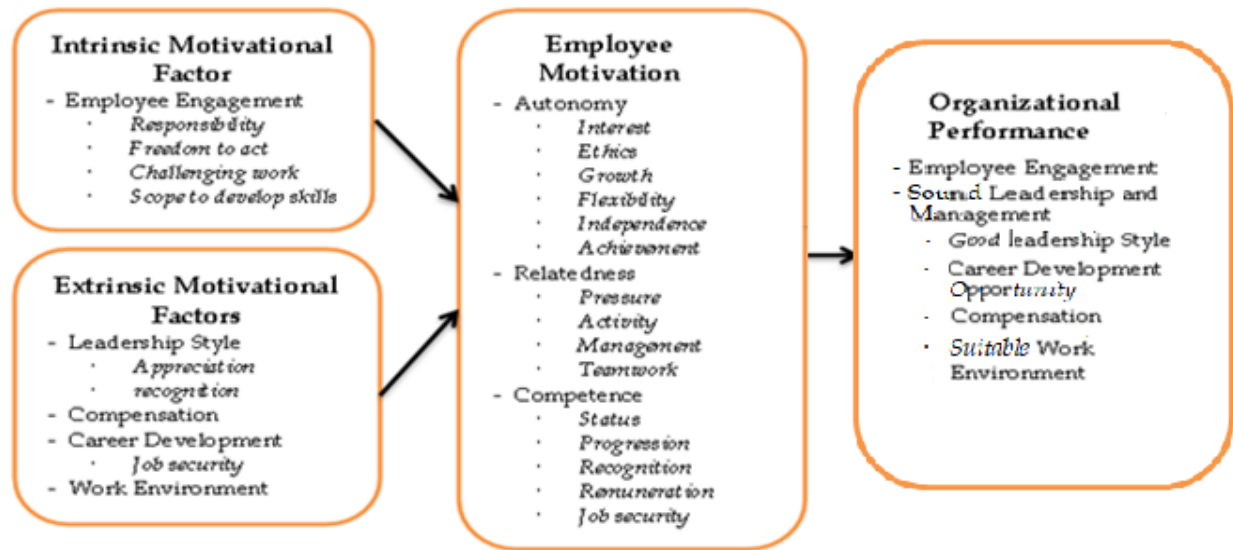 Intrinsic Motivational
Factor
- Employee Engagement
· Responsibility
· Freedom to act
· Challenging work
· Scope to develop skills
Extrinsic Motivational
Factors
- Leadership Style
· Appreciation
· recognition
- Compensation
- Career Development
· Job security
- Work Environment
Employee
Motivation
- Autonomy
· Interest
· Ethics
· Growth
· Flexibility
· Independence
· Achievement
- Relatedness
· Pressure
· Activity
· Management
· Teamwork
- Competence
· Status
· Progression
· Recognition
· Remuneration
· Job security
Organizational
Performance
- Employee Engagement
- Sound Leadership and
Management
· Good leadership Style
· Career Development
Opportunity
· Compensation
· Suitable Work
Environment